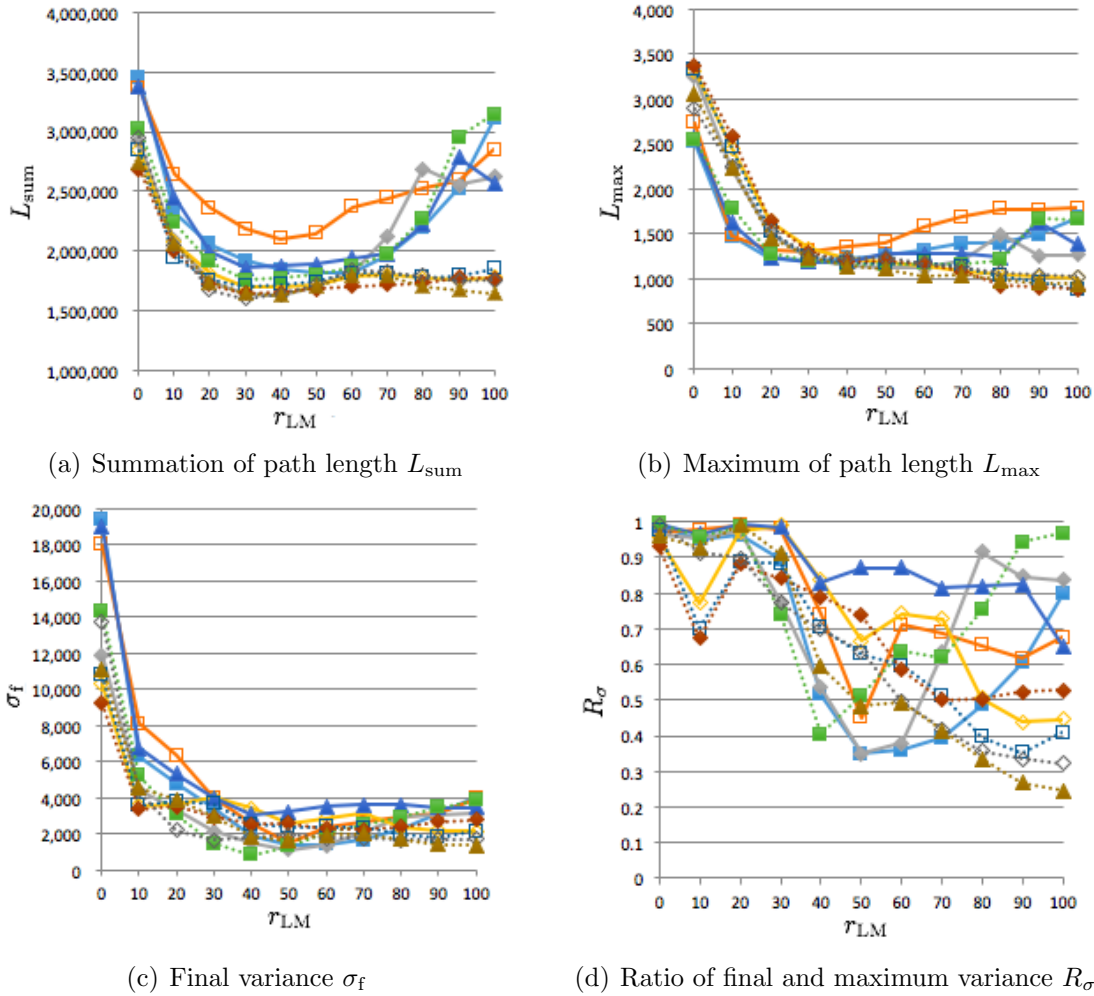 4,000,000
3,500,000
3,000,000
2,500,000
2,000,000
1,500,000
1,000,000
L_sum
0 10 20 30 40 50 60 70 80 90 100
r_LM
(a) Summation of path length L_sum
4,000
3,500
3,000
2,500
2,000
1,500
1,000
500
0
L_max
0 10 20 30 40 50 60 70 80 90 100
r_LM
(b) Maximum of path length L_max
20,000
18,000
16,000
14,000
12,000
10,000
8,000
6,000
4,000
2,000
0
σ_f
0 10 20 30 40 50 60 70 80 90 100
r_LM
(c) Final variance σ_f
1
0.9
0.8
0.7
0.6
0.5
0.4
0.3
0.2
0.1
0
R_σ
0 10 20 30 40 50 60 70 80 90 100
r_LM
(d) Ratio of final and maximum variance R_σ